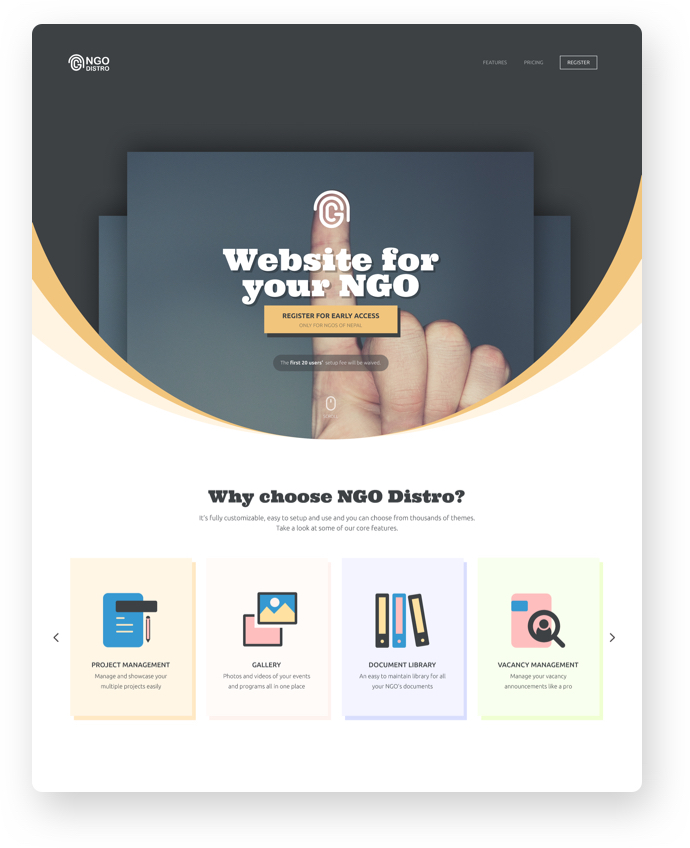 NGO
DISTRO
FEATURES
PRICING
REGISTER
Website for
your NGO
REGISTER FOR EARLY ACCESS
ONLY FOR NGOS OF NEPAL
The first 20 users' setup fee will be waived.
Why choose NGO Distro?
It's fully customizable, easy to setup and use and you can choose from thousands of themes.
Take a look at some of our core features.
PROJECT MANAGEMENT
Manage and showcase your
multiple projects easily
GALLERY
Photos and videos of your events
and programs all in one place
DOCUMENT LIBRARY
An easy to maintain library for all
your NGO's documents
VACANCY MANAGEMENT
Manage your vacancy
announcements like a pro